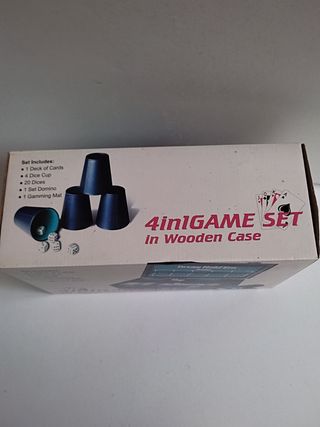 Set Includes:
• 1 Deck of Cards
• 4 Dice Cup
• 20 Dices
• 1 Set Domino
• 1 Gamming Mat
4in1GAME SET
in Wooden Case